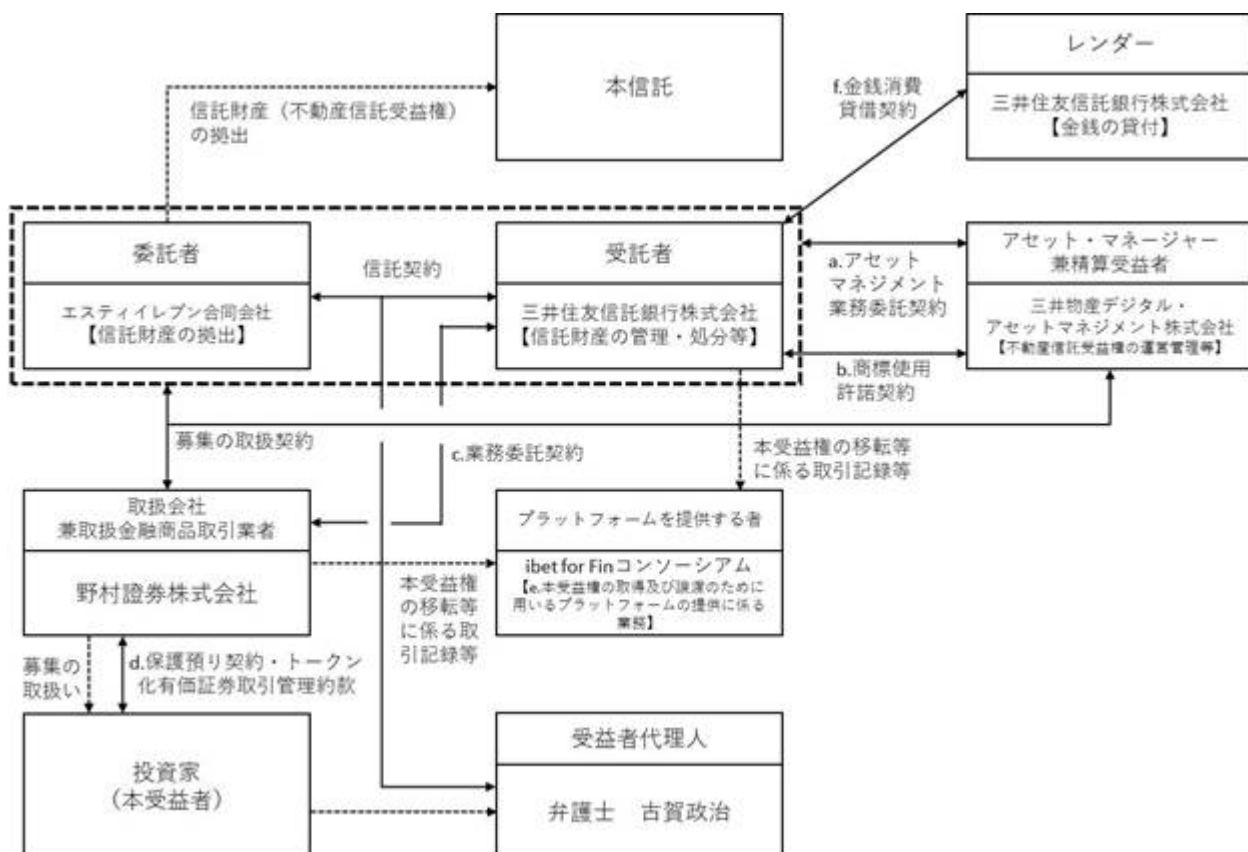 本信託
レンダー
三井住友信託銀行株式会社
【金銭の貸付】
f.金銭消費
貸借契約
信託財産（不動産信託受益権）
の拠出
委託者
エスティイレブン合同会社
【信託財産の拠出】
信託契約
受託者
三井住友信託銀行株式会社
【信託財産の管理・処分等】
a.アセット
マネジメント
業務委託契約
b.商標使用
許諾契約
アセット・マネージャー
兼精算受益者
三井物産デジタル・
アセットマネジメント株式会社
【不動産信託受益権の運営管理等】
募集の取扱契約
c.業務委託契約
本受益権の移転等
に係る取引記録等
取扱会社
兼取扱金融商品取引業者
野村證券株式会社
本受益権
の移転等
に係る取
引記録等
プラットフォームを提供する者
ibet for Finコンソーシアム
【e.本受益権の取得及び譲渡のために
用いるプラットフォームの提供に係る
業務】
募集の
取扱い
d.保護預り契約・トークン
化有価証券取引管理約款
投資家
（本受益者）
受益者代理人
弁護士　古賀政治